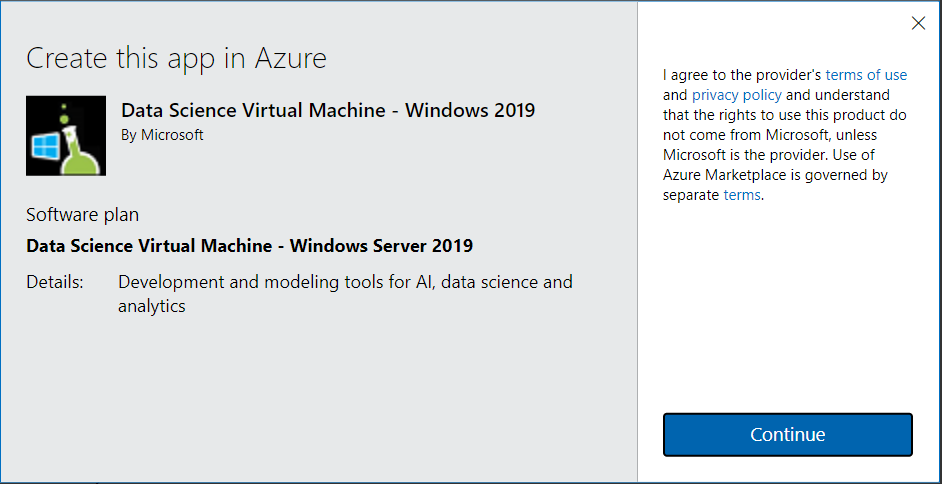 Create this app in Azure
Data Science Virtual Machine - Windows 2019
By Microsoft
Software plan
Data Science Virtual Machine - Windows Server 2019
Details: Development and modeling tools for AI, data science and
analytics
I agree to the provider's terms of use
and privacy policy and understand
that the rights to use this product do
not come from Microsoft, unless
Microsoft is the provider. Use of
Azure Marketplace is governed by
separate terms.
Continue